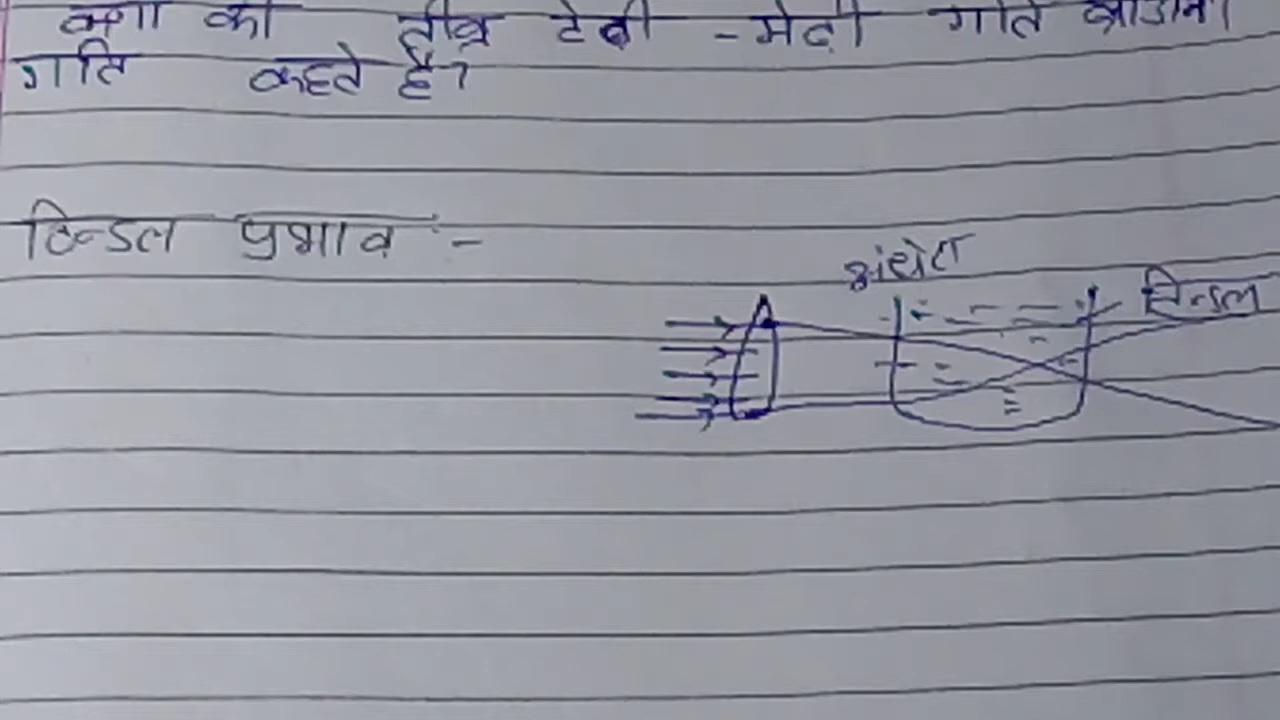 कणों की तीव्र टेढी - मेढी गति ब्राउनी
गति कहते है?
टिन्डल प्रभाव :-
टिन्डल